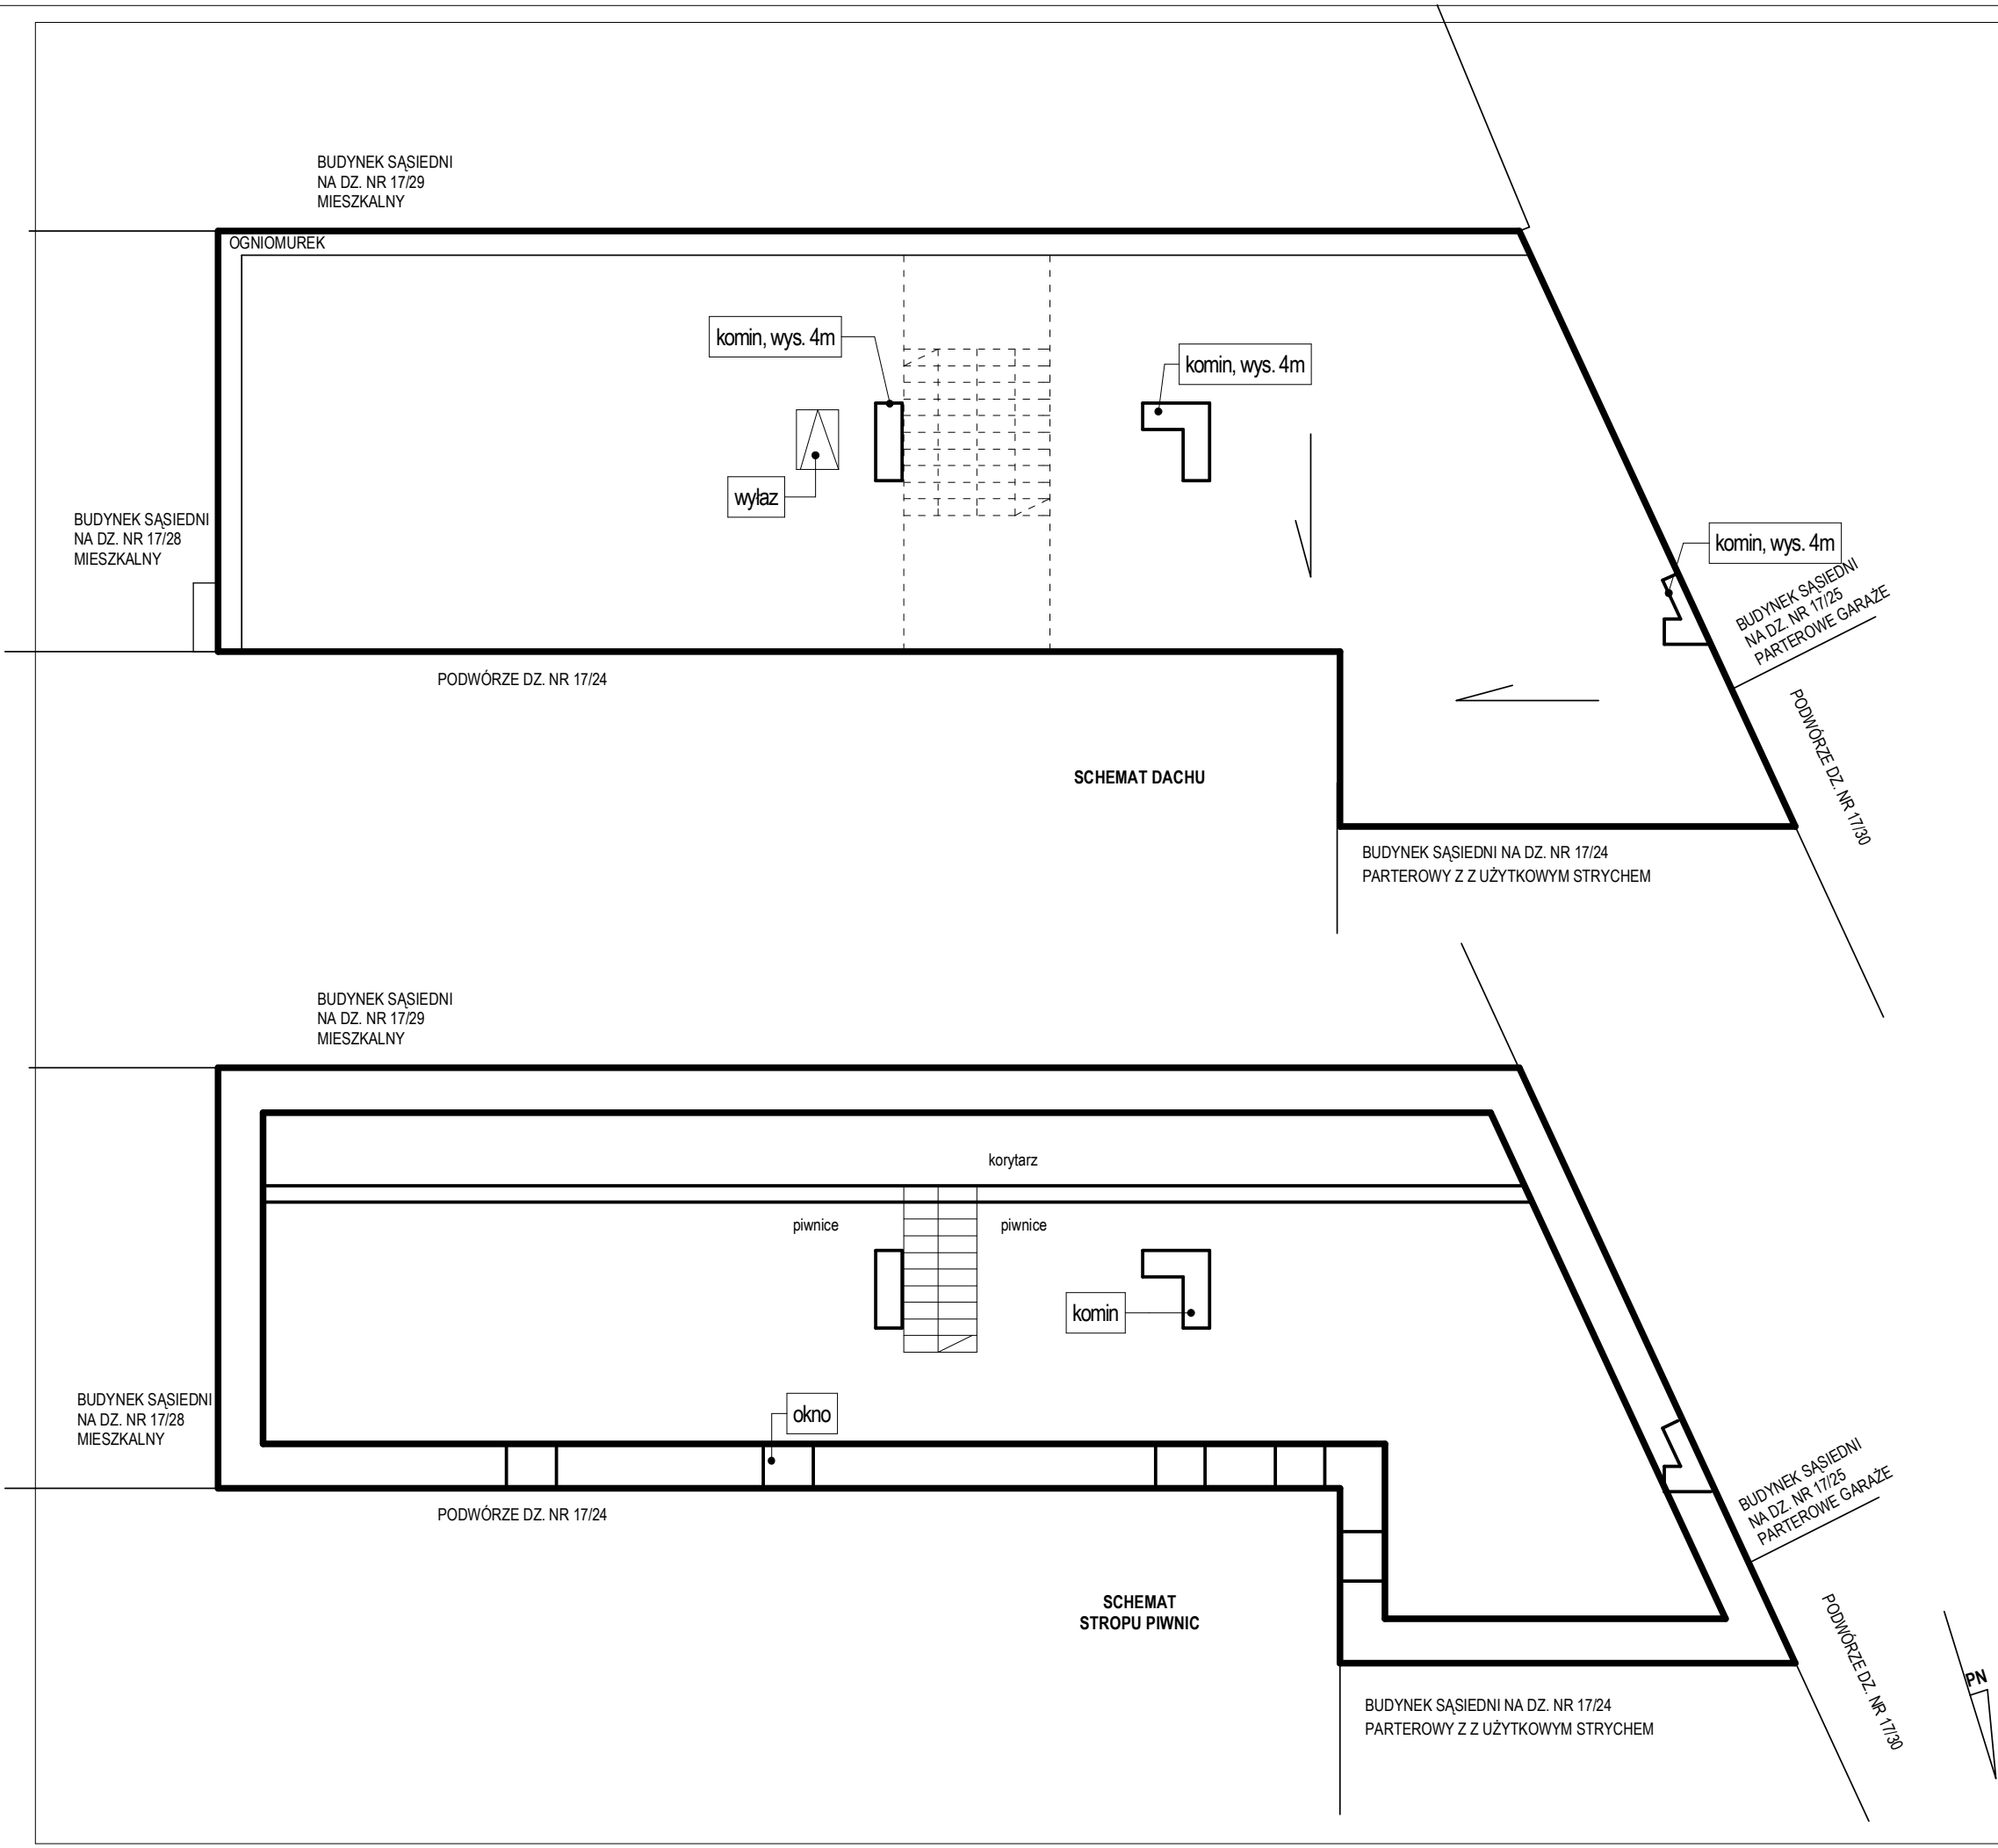 BUDYNEK SĄSIEDNI
NA DZ. NR 17/29
MIESZKALNY
OGNIOMUREK
komin, wys. 4m
komin, wys. 4m
wyłaz
BUDYNEK SĄSIEDNI
NA DZ. NR 17/28
MIESZKALNY
komin, wys. 4m
BUDYNEK SĄSIEDNI
NA DZ. NR 17/25
PARTEROWE GARAŻE
PODWÓRZE DZ. NR 17/24
PODWÓRZE DZ. NR 17/30
SCHEMAT DACHU
BUDYNEK SĄSIEDNI NA DZ. NR 17/24
PARTEROWY Z Z UŻYTKOWYM STRYCHEM
BUDYNEK SĄSIEDNI
NA DZ. NR 17/29
MIESZKALNY
korytarz
piwnice
piwnice
komin
BUDYNEK SĄSIEDNI
NA DZ. NR 17/28
MIESZKALNY
okno
BUDYNEK SĄSIEDNI
NA DZ. NR 17/25
PARTEROWE GARAŻE
PODWÓRZE DZ. NR 17/24
SCHEMAT
STROPU PIWNIC
PODWÓRZE DZ. NR 17/30
PN
BUDYNEK SĄSIEDNI NA DZ. NR 17/24
PARTEROWY Z Z UŻYTKOWYM STRYCHEM